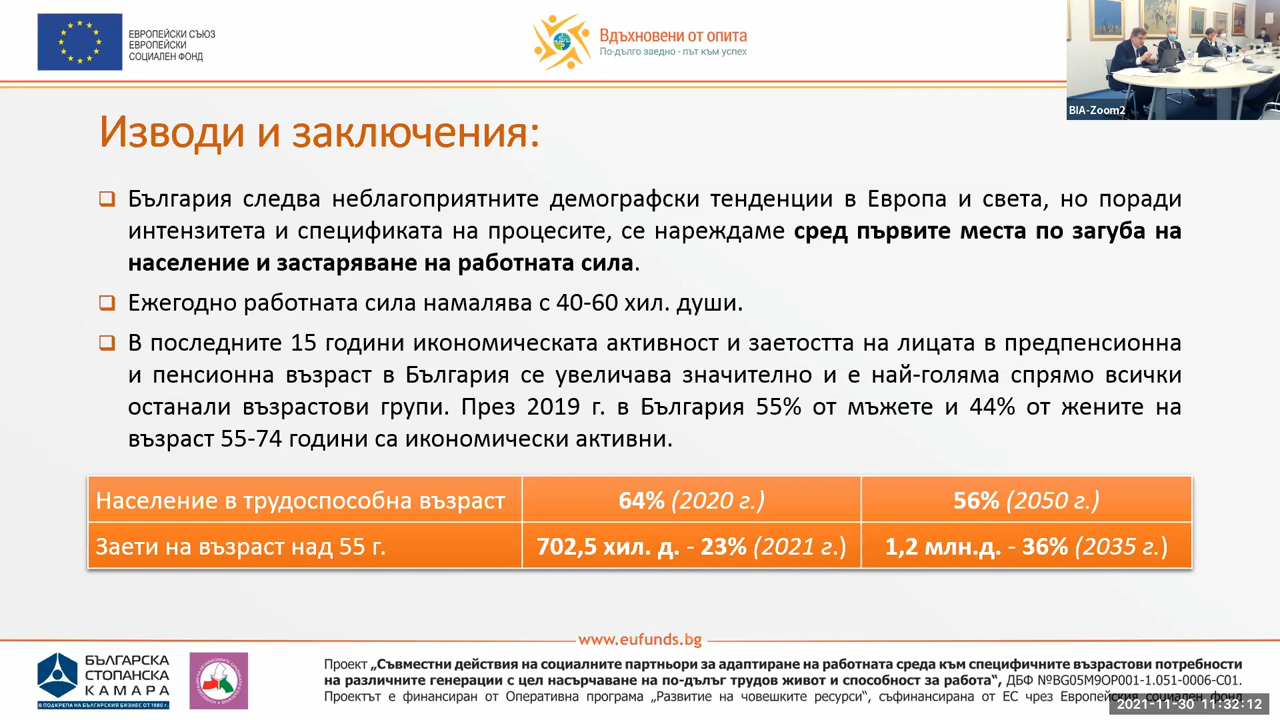 ЕВРОПЕЙСКИ СЪЮЗ
ЕВРОПЕЙСКИ
СОЦИАЛЕН ФОНД
Вдъхновени от опита
По-дълго заедно - път към успех
BIA-Zoom2
Изводи и заключения:
България следва неблагоприятните демографски тенденции в Европа и света, но поради
интензитета и спецификата на процесите, се нареждаме сред първите места по загуба на
население и застаряване на работната сила.
Ежегодно работната сила намалява с 40-60 хил. души.
В последните 15 години икономическата активност и заетостта на лицата в предпенсионна
и пенсионна възраст в България се увеличава значително и е най-голяма спрямо всички
останали възрастови групи. През 2019 г. в България 55% от мъжете и 44% от жените на
възраст 55-74 години са икономически активни.
Население в трудоспособна възраст 64% (2020 г.) 56% (2050 г.)
Заети на възраст над 55 г. 702,5 хил. д. - 23% (2021 г.) 1,2 млн.д. - 36% (2035 г.)
www.eufunds.bg
БЪЛГАРСКА
СТОПАНСКА
КАМАРА
В ПОДКРЕПА НА БЪЛГАРСКИЯ БИЗНЕС ОТ 1980 Г.
Проект „Съвместни действия на социалните партньори за адаптиране на работната среда към специфичните възрастови потребности
на различните генерации с цел насърчаване на по-дълъг трудов живот и способност за работа“, ДБФ №BG05M9OP001-1.051-0006-C01.
Проектът е финансиран от Оперативна програма „Развитие на човешките ресурси“, съфинансирана от ЕС чрез Европейския социален фонд
2021-11-30 11:32:12